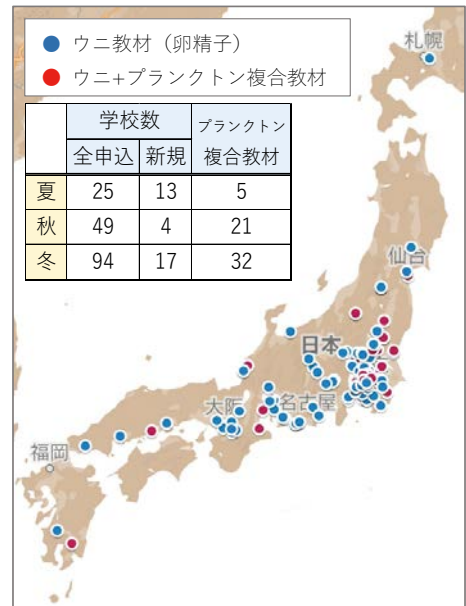 ウニ教材（卵精子）
ウニ+プランクトン複合教材
学校数 プランクトン
全申込 新規 複合教材
夏 25 13 5
秋 49 4 21
冬 94 17 32
札幌
仙台
日本
名古屋
大阪
福岡